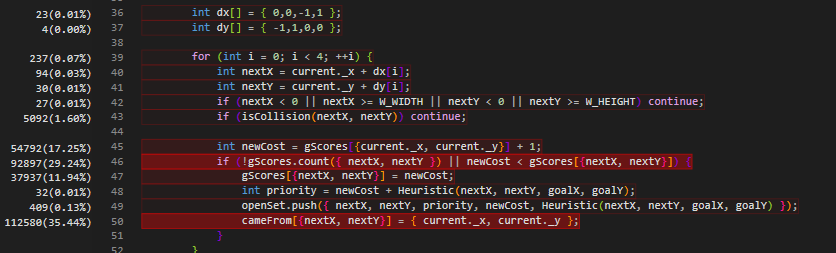 23(0.01%) 36 int dx[] = { 0,0,-1,1 };
4(0.00%) 37 int dy[] = { -1,1,0,0 };
38
237(0.07%) 39 for (int i = 0; i < 4; ++i) {
94(0.03%) 40 int nextX = current._x + dx[i];
30(0.01%) 41 int nextY = current._y + dy[i];
27(0.01%) 42 if (nextX < 0 || nextX >= W_WIDTH || nextY < 0 || nextY >= W_HEIGHT) continue;
5092(1.60%) 43 if (isCollision(nextX, nextY)) continue;
44
54792(17.25%) 45 int newCost = gScores[{current._x, current._y}] + 1;
92897(29.24%) 46 if (!gScores.count({ nextX, nextY }) || newCost < gScores[{nextX, nextY}]) {
37937(11.94%) 47 gScores[{nextX, nextY}] = newCost;
32(0.01%) 48 int priority = newCost + Heuristic(nextX, nextY, goalX, goalY);
409(0.13%) 49 openSet.push({ nextX, nextY, priority, newCost, Heuristic(nextX, nextY, goalX, goalY) });
112580(35.44%) 50 cameFrom[{nextX, nextY}] = { current._x, current._y };
51 }
52 }